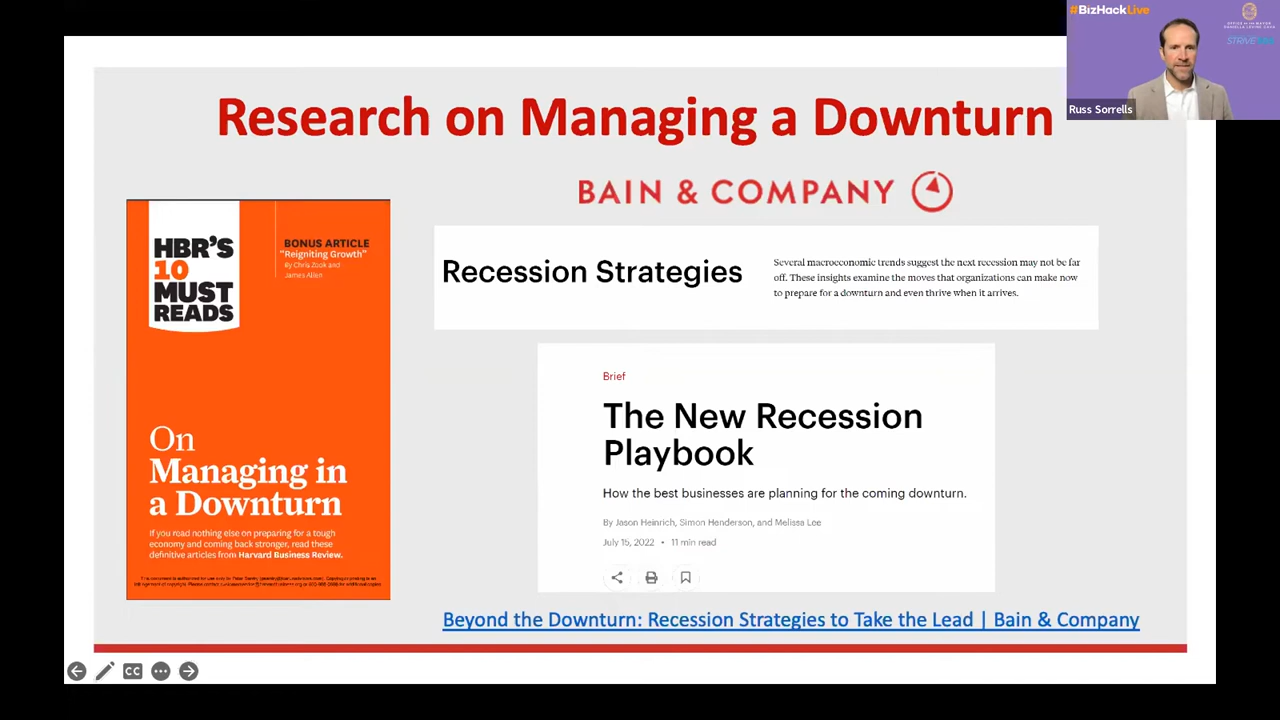 #BizHackLive
STRIVE
Russ Sorrells
Research on Managing a Downturn
BAIN & COMPANY
HBR'S
10
MUST
READS
BONUS ARTICLE
"Reigniting Growth"
By Chris Zook and
James Allen
On
Managing in
a Downturn
If you read nothing else on preparing for a tough
economy and coming back stronger, read these
definitive articles from Harvard Business Review.
Recession Strategies
Several macroeconomic trends suggest the next recession may not be far
off. These insights examine the moves that organizations can make now
to prepare for a downturn and even thrive when it arrives.
Brief
The New Recession
Playbook
How the best businesses are planning for the coming downturn.
By Jason Heinrich, Simon Henderson, and Melissa Lee
July 15, 2022 • 11 min read
Beyond the Downturn: Recession Strategies to Take the Lead | Bain & Company
CC